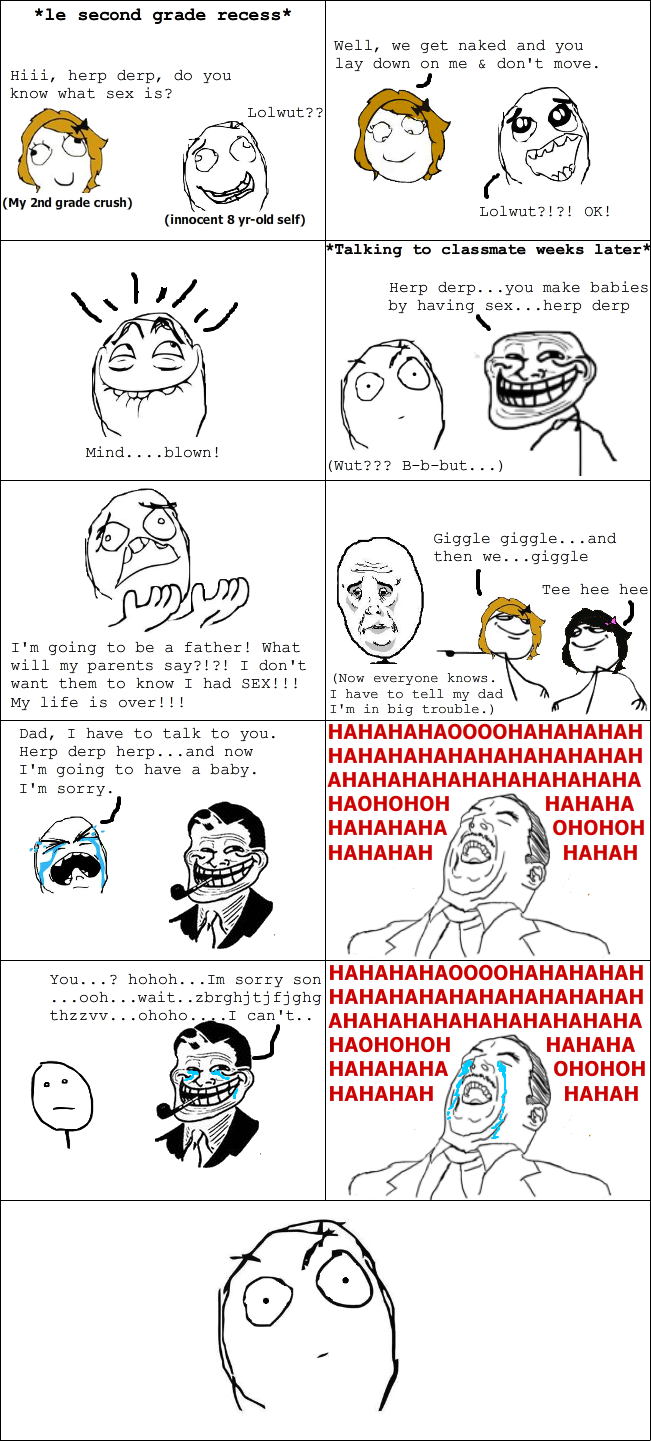 *le second grade recess*
Hiii, herp derp, do you
know what sex is?
Lolwut??
(My 2nd grade crush)
(innocent 8 yr-old self)
Well, we get naked and you
lay down on me & don't move.
Lolwut?!?! OK!
Mind....blown!
*Talking to classmate weeks later*
Herp derp...you make babies
by having sex...herp derp
(Wut??? B-b-but...)
I'm going to be a father! What
will my parents say?!?! I don't
want them to know I had SEX!!!
My life is over!!!
Giggle giggle...and
then we...giggle
Tee hee hee
(Now everyone knows.
I have to tell my dad
I'm in big trouble.)
Dad, I have to talk to you.
Herp derp herp...and now
I'm going to have a baby.
I'm sorry.
HAHAHAHAOOOOHAHAHAHAH
HAHAHAHAHAHAHAHAHAHAH
AHAHAHAHAHAHAHAHAHAHA
HAOHOHOH HAHAHA
HAHAHAHA OHOHOH
HAHAHAH HAHAH
You...? hohoh...Im sorry son
...ooh...wait..zbrghjtjfjghg
thzzvv...ohoho....I can't..
HAHAHAHAOOOOHAHAHAHAH
HAHAHAHAHAHAHAHAHAHAH
AHAHAHAHAHAHAHAHAHAHA
HAOHOHOH HAHAHA
HAHAHAHA OHOHOH
HAHAHAH HAHAH